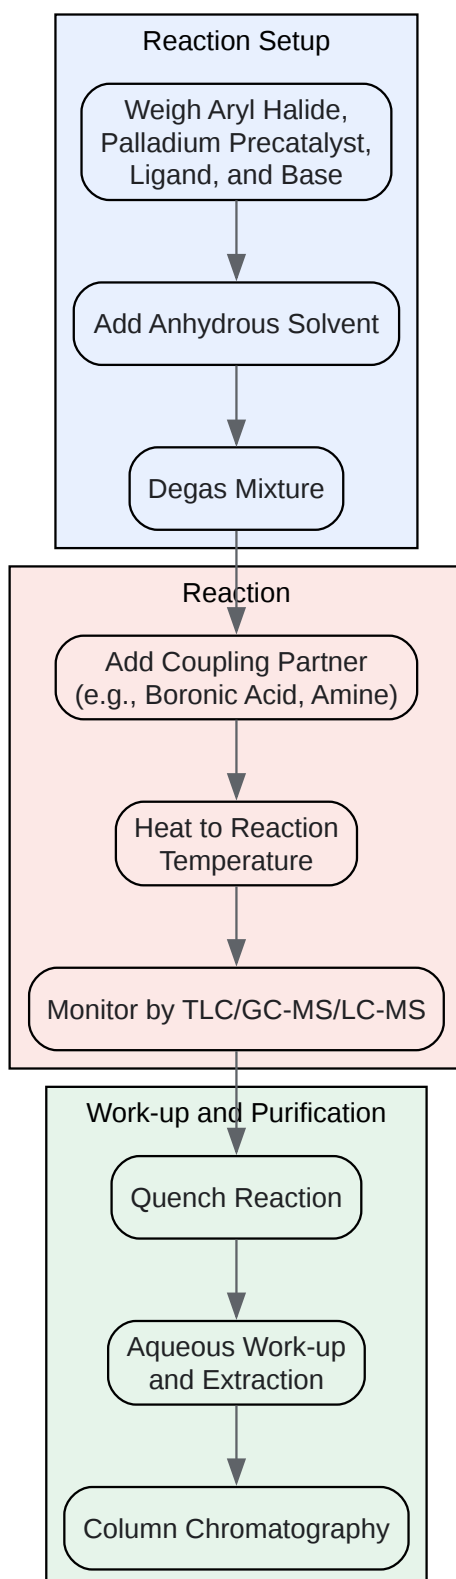 Reaction Setup
Weigh Aryl Halide,
Palladium Precatalyst,
Ligand, and Base
Add Anhydrous Solvent
Degas Mixture
Reaction
Add Coupling Partner
(e.g., Boronic Acid, Amine)
Heat to Reaction
Temperature
Monitor by TLC/GC-MS/LC-MS
Work-up and Purification
Quench Reaction
Aqueous Work-up
and Extraction
Column Chromatography